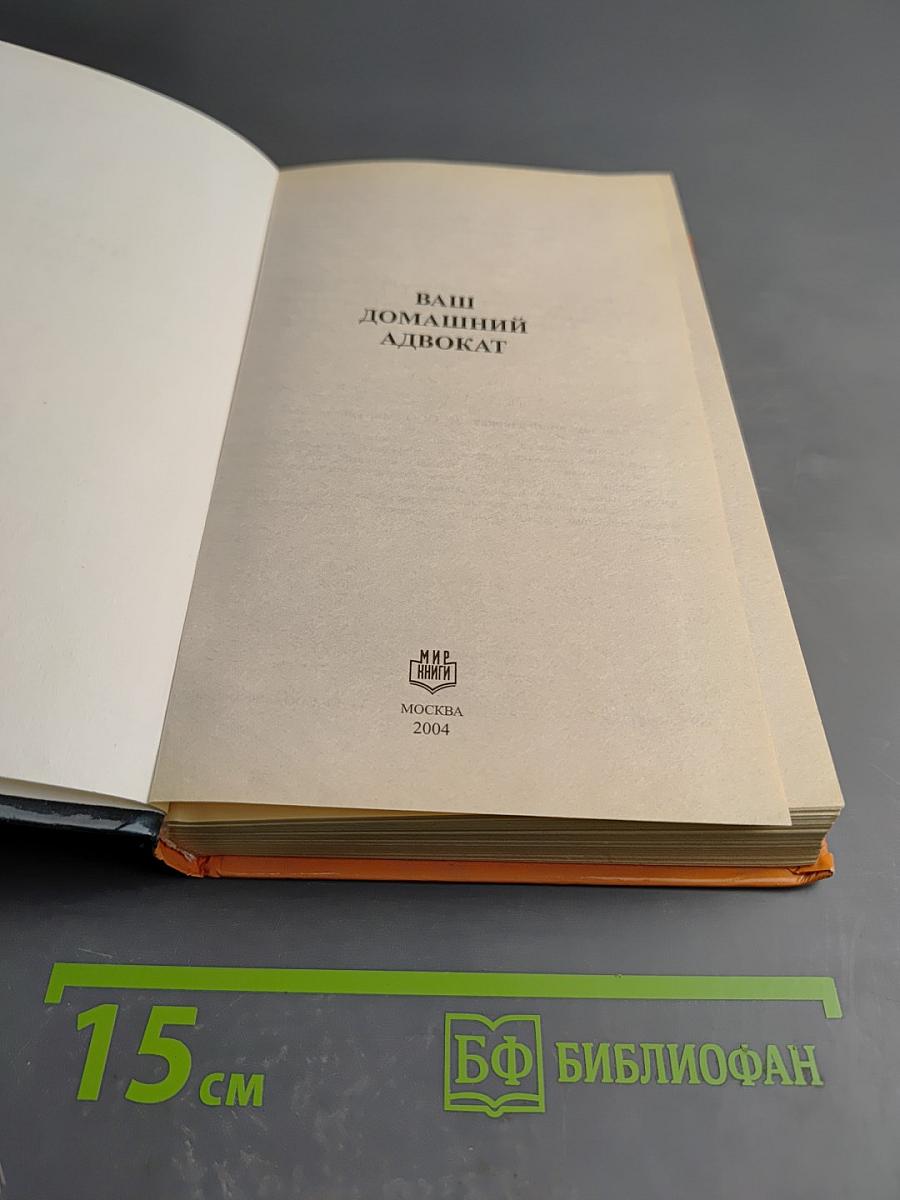 ВАШ
ДОМАШНИЙ
АДВОКАТ
МИР
КНИГИ
МОСКВА
2004
15 см
БФ БИБЛИОФАН